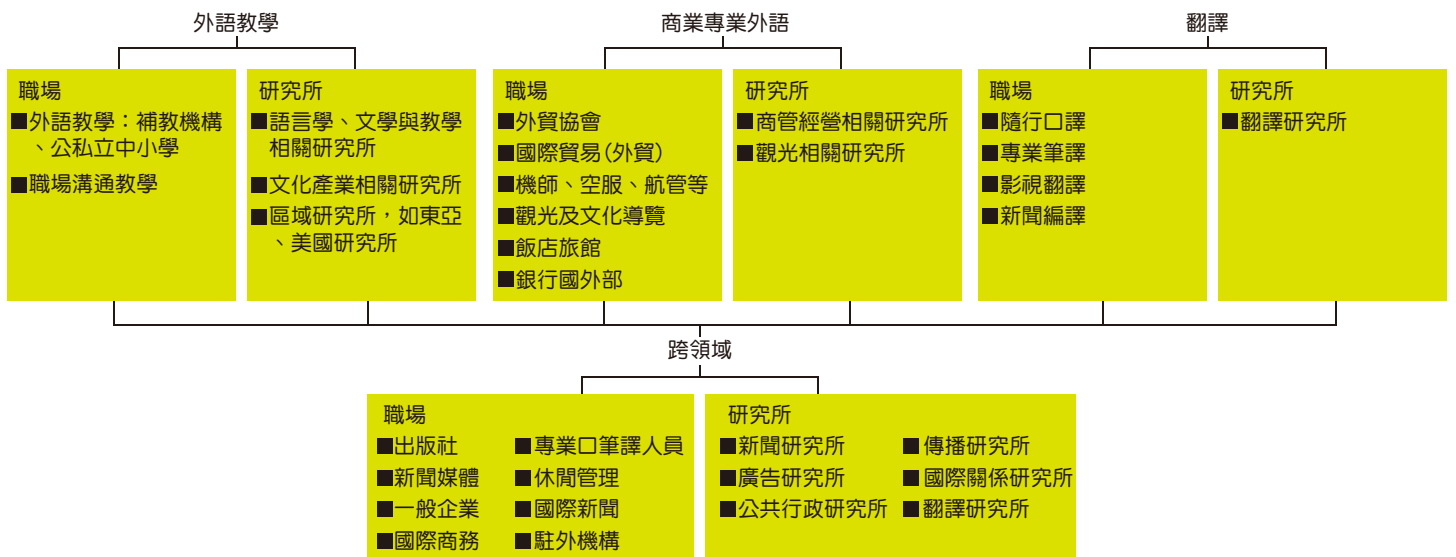 外語教學
職場
■外語教學：補教機構
、公私立中小學
■職場溝通教學
研究所
■語言學、文學與教學
相關研究所
■文化產業相關研究所
■區域研究所，如東亞
、美國研究所
商業專業外語
職場
■外貿協會
■國際貿易(外貿)
■機師、空服、航管等
■觀光及文化導覽
■飯店旅館
■銀行國外部
研究所
■商管經營相關研究所
■觀光相關研究所
翻譯
職場
■隨行口譯
■專業筆譯
■影視翻譯
■新聞編譯
研究所
■翻譯研究所
跨領域
職場
■出版社
■新聞媒體
■一般企業
■國際商務
■專業口筆譯人員
■休閒管理
■國際新聞
■駐外機構
研究所
■新聞研究所
■廣告研究所
■公共行政研究所
■傳播研究所
■國際關係研究所
■翻譯研究所